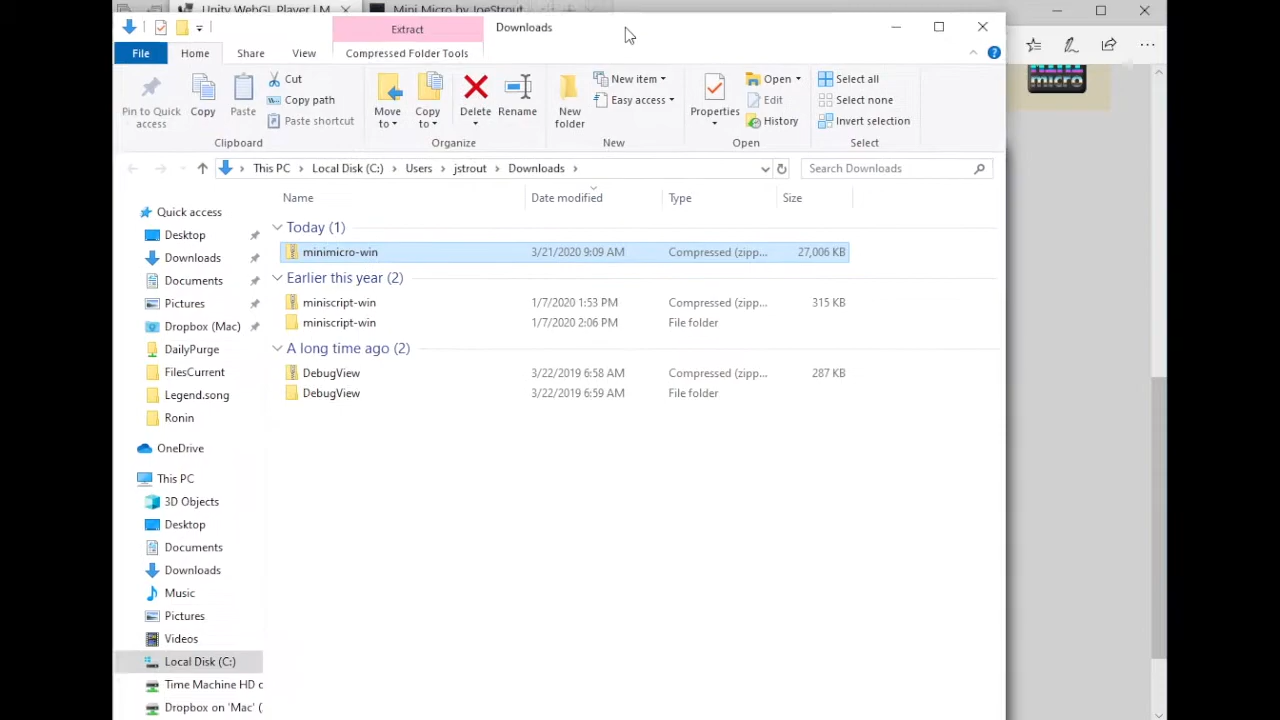 Unity WebGL Player | M
Mini Micro by JoeStrout
Extract
Downloads
File
Home
Share
View
Compressed Folder Tools
Pin to Quick access
Copy
Paste
Cut
Copy path
Paste shortcut
Move to
Copy to
Delete
Rename
New folder
New item
Easy access
Properties
Open
Edit
History
Select all
Select none
Invert selection
Clipboard
Organize
New
Open
Select
micro
This PC > Local Disk (C:) > Users > jstrout > Downloads >
Search Downloads
Name
Date modified
Type
Size
Today (1)
minimicro-win 3/21/2020 9:09 AM Compressed (zipp... 27,006 KB
Earlier this year (2)
miniscript-win 1/7/2020 1:53 PM Compressed (zipp... 315 KB
miniscript-win 1/7/2020 2:06 PM File folder
A long time ago (2)
DebugView 3/22/2019 6:58 AM Compressed (zipp... 287 KB
DebugView 3/22/2019 6:59 AM File folder
Quick access
Desktop
Downloads
Documents
Pictures
Dropbox (Mac)
DailyPurge
FilesCurrent
Legend.song
Ronin
OneDrive
This PC
3D Objects
Desktop
Documents
Downloads
Music
Pictures
Videos
Local Disk (C:)
Time Machine HD o
Dropbox on 'Mac' (